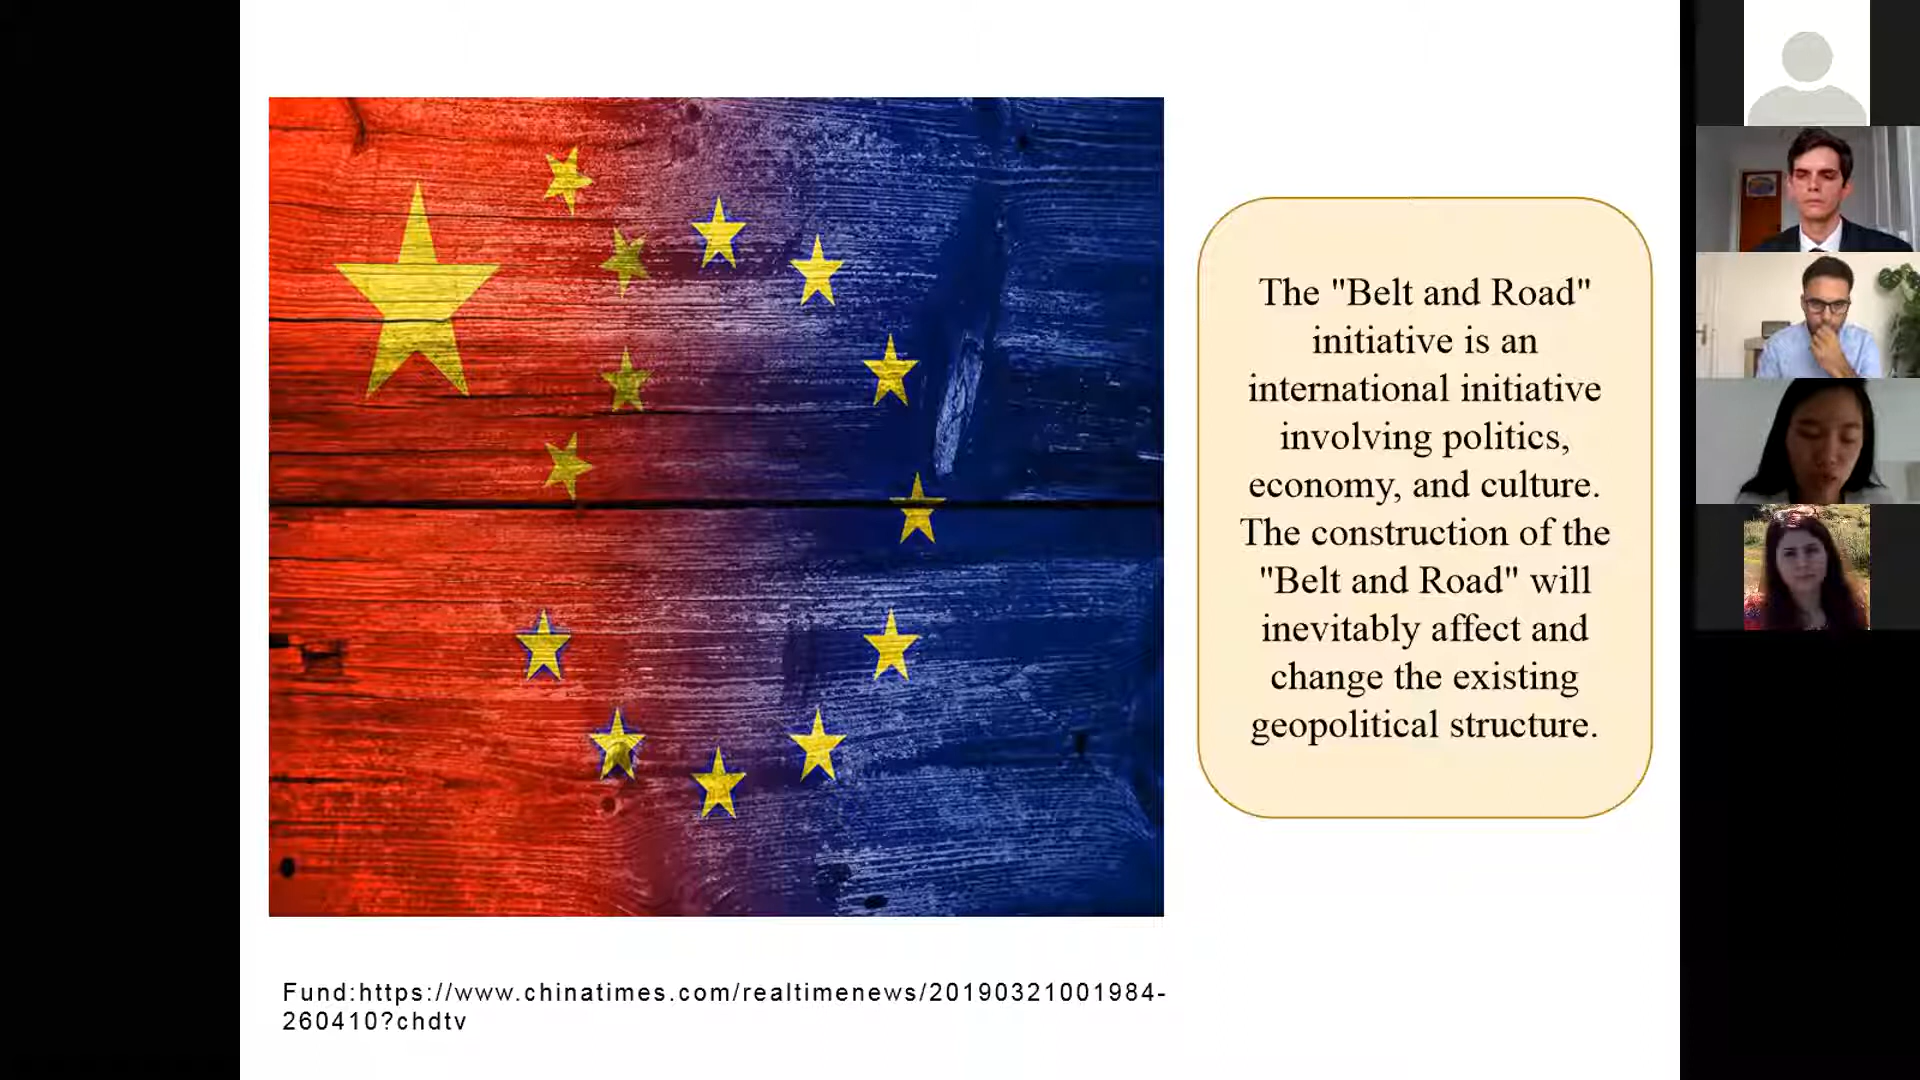 The "Belt and Road"
initiative is an
international initiative
involving politics,
economy, and culture.
The construction of the
"Belt and Road" will
inevitably affect and
change the existing
geopolitical structure.
Fund:https://www.chinatimes.com/realtimenews/20190321001984-
260410?chdtv